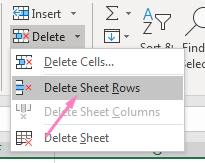 Insert
Delete
Sort &
Find &
Delete Cells...
Delete Sheet Rows
Delete Sheet Columns
Delete Sheet